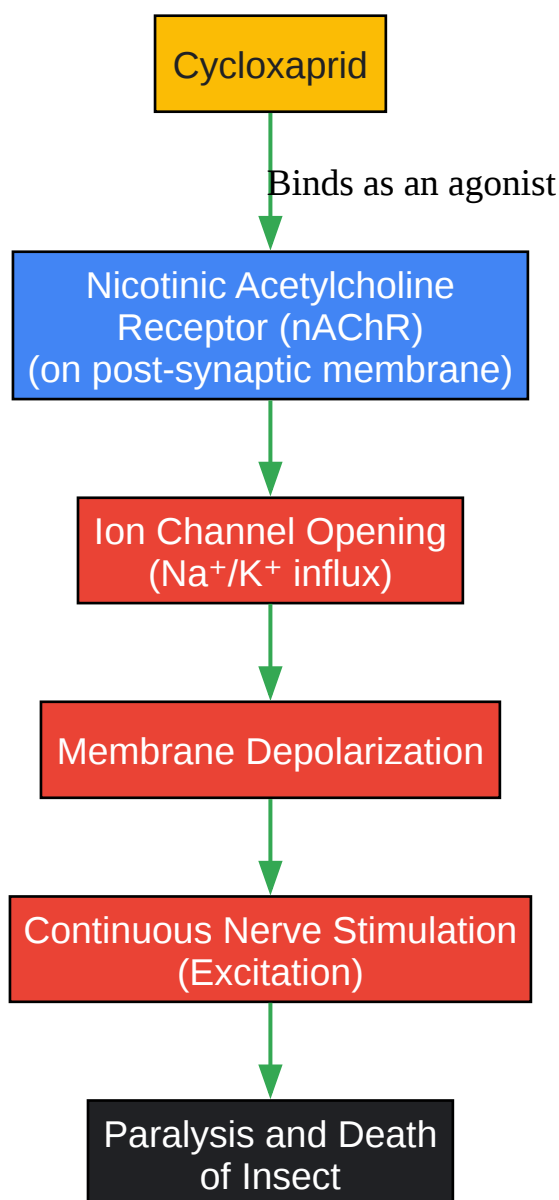 Cycloxaprid
Binds as an agonist
Nicotinic Acetylcholine
Receptor (nAChR)
(on post-synaptic membrane)
Ion Channel Opening
(Na⁺/K⁺ influx)
Membrane Depolarization
Continuous Nerve Stimulation
(Excitation)
Paralysis and Death
of Insect